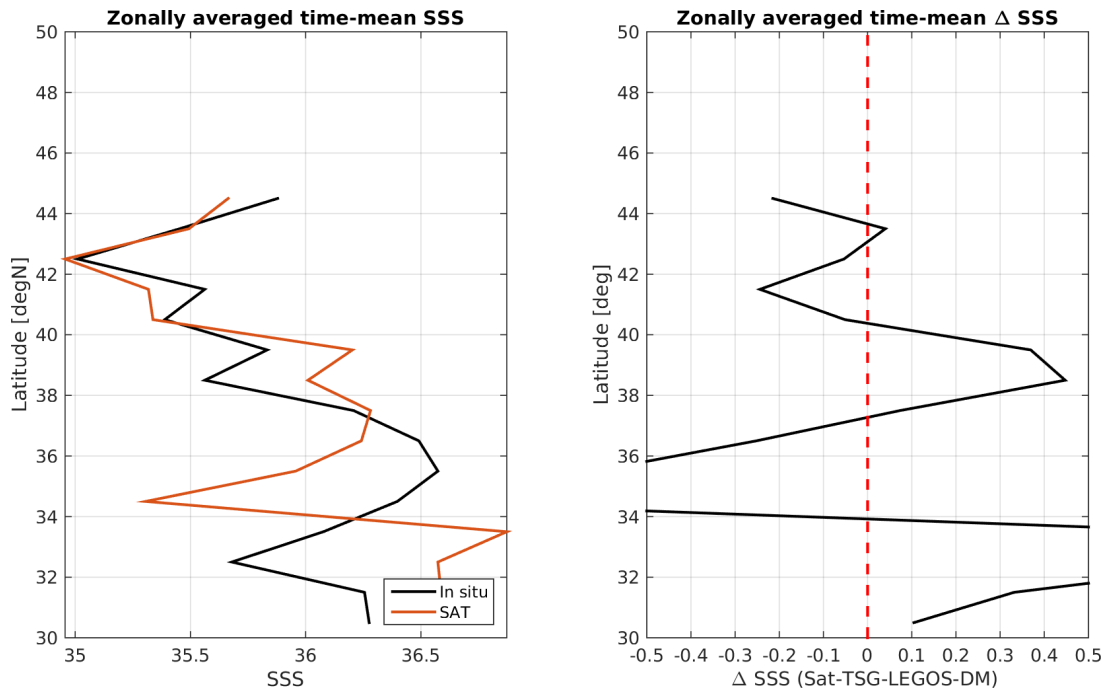 Zonally averaged time-mean SSS
50
48
46
44
42
40
38
36
34
32
30
Latitude [degN]
35
35.5
36
36.5
SSS
In situ
SAT
Zonally averaged time-mean Δ SSS
50
48
46
44
42
40
38
36
34
32
30
Latitude [deg]
-0.5 -0.4 -0.3 -0.2 -0.1 0 0.1 0.2 0.3 0.4 0.5
Δ SSS (Sat-TSG-LEGOS-DM)